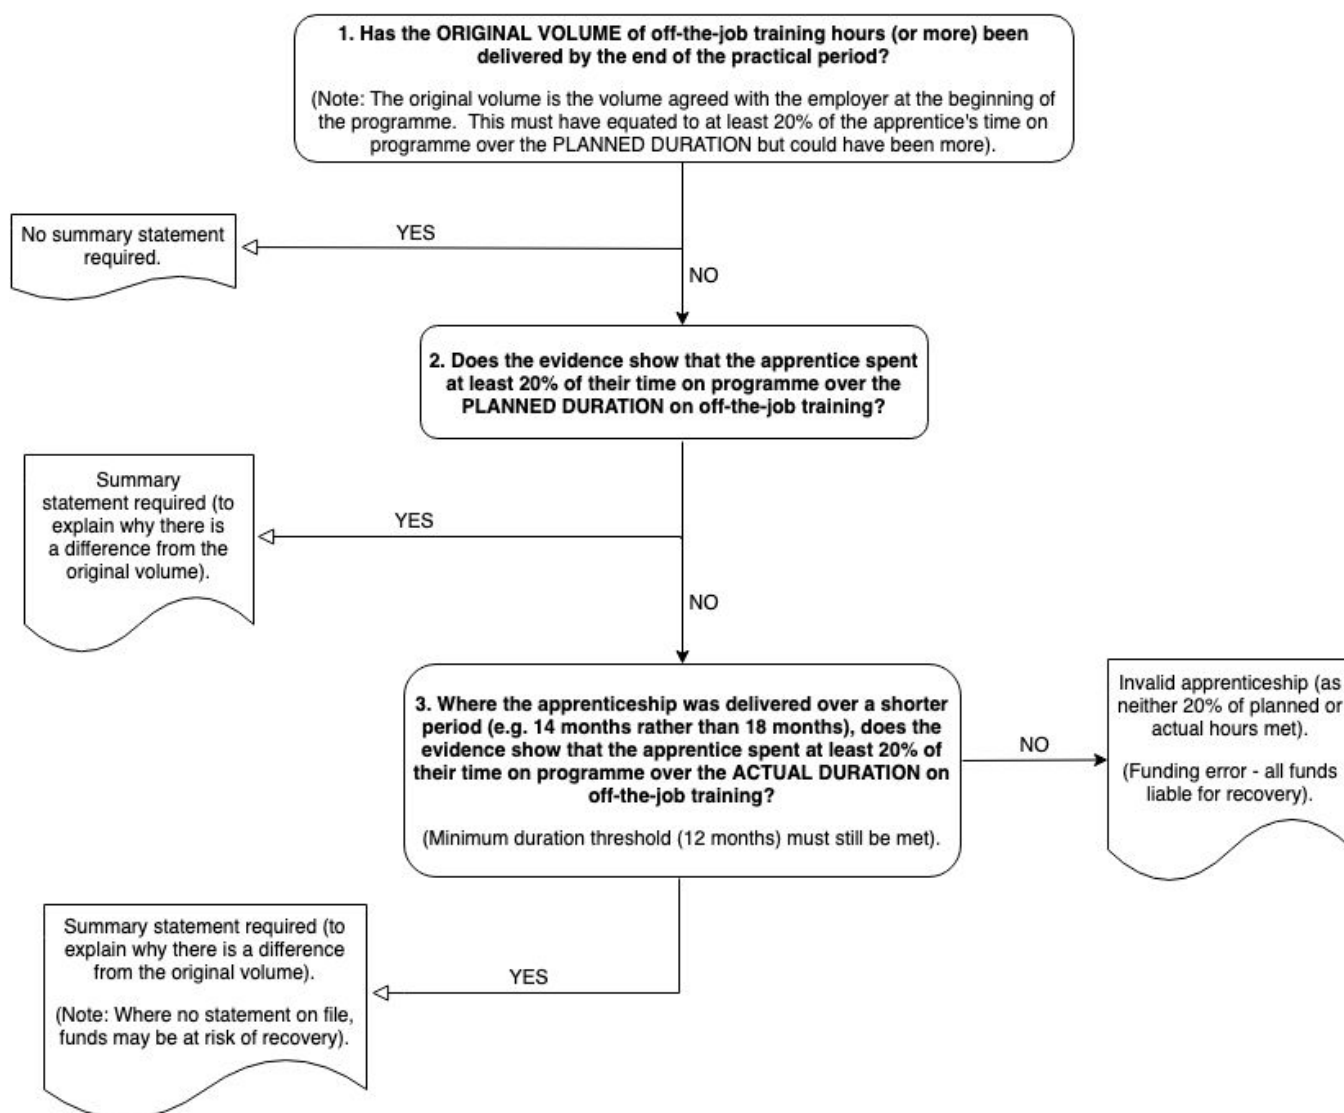 1. Has the ORIGINAL VOLUME of off-the-job training hours (or more) been
delivered by the end of the practical period?
(Note: The original volume is the volume agreed with the employer at the beginning of
the programme.  This must have equated to at least 20% of the apprentice's time on
programme over the PLANNED DURATION but could have been more).
YES
No summary statement
required.
NO
2. Does the evidence show that the apprentice spent
at least 20% of their time on programme over the
PLANNED DURATION on off-the-job training?
YES
Summary
statement required (to
explain why there is
a difference from the
original volume).
NO
3. Where the apprenticeship was delivered over a shorter
period (e.g. 14 months rather than 18 months), does the
evidence show that the apprentice spent at least 20% of
their time on programme over the ACTUAL DURATION on
off-the-job training?
(Minimum duration threshold (12 months) must still be met).
NO
Invalid apprenticeship (as
neither 20% of planned or
actual hours met).
(Funding error - all funds
liable for recovery).
YES
Summary statement required (to
explain why there is a difference
from the original volume).
(Note: Where no statement on file,
funds may be at risk of recovery).